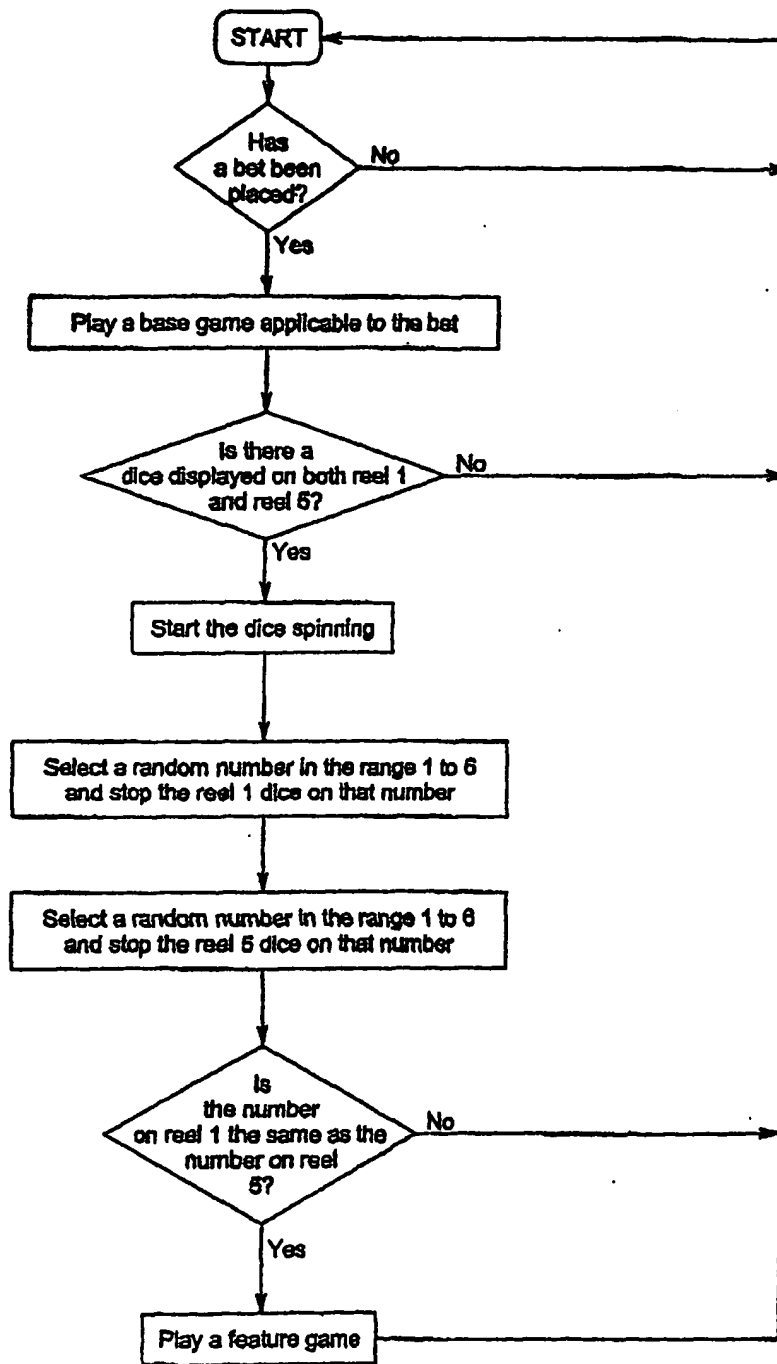 START
Has
a bet been
placed?
No
Yes
Play a base game applicable to the bet
Is there a
dice displayed on both reel 1
and reel 5?
No
Yes
Start the dice spinning
Select a random number in the range 1 to 6
and stop the reel 1 dice on that number
Select a random number in the range 1 to 6
and stop the reel 5 dice on that number
Is
the number
on reel 1 the same as the
number on reel
5?
No
Yes
Play a feature game